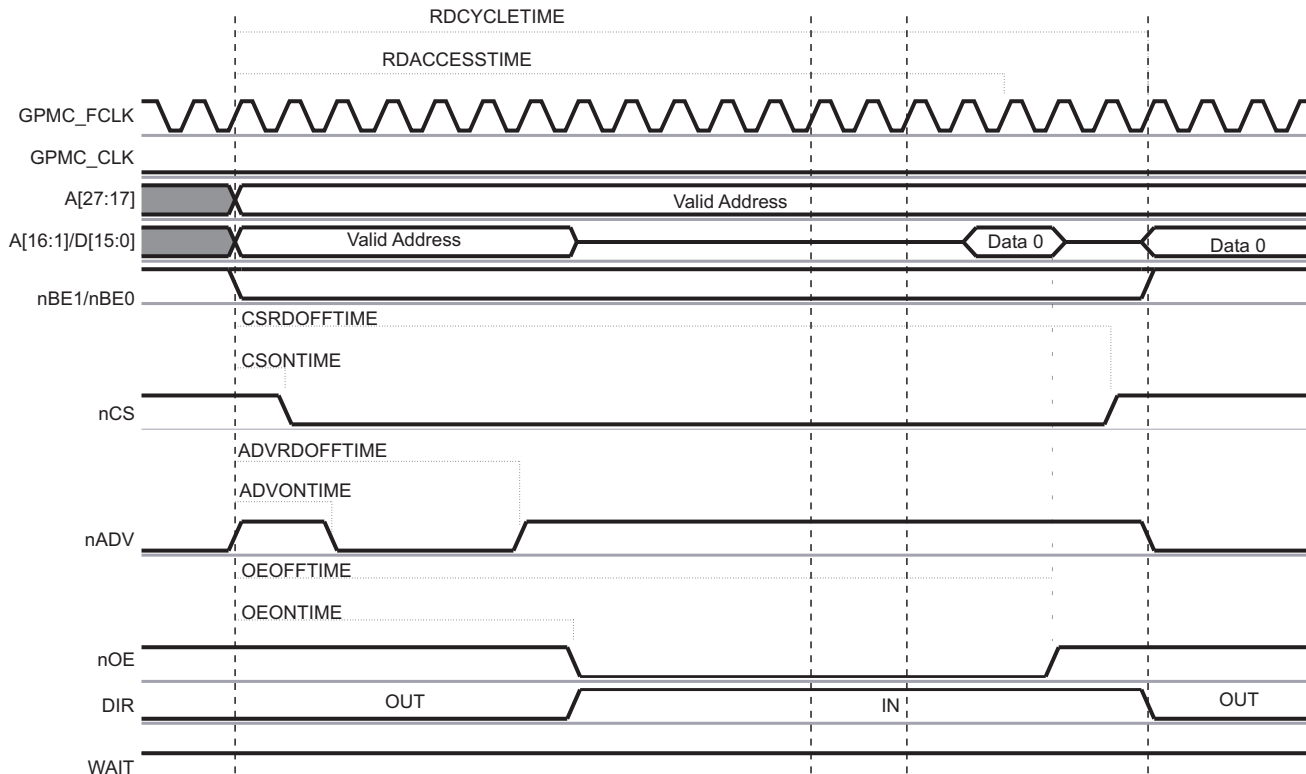 RDCYCLETIME
RDACCESSTIME
GPMC_FCLK
GPMC_CLK
A[27:17]
Valid Address
A[16:1]/D[15:0]
Valid Address
Data 0
Data 0
nBE1/nBE0
CSRDOFFTIME
CSONTIME
nCS
ADVRDOFFTIME
ADVONTIME
nADV
OEOFFTIME
OEONTIME
nOE
DIR
OUT
IN
OUT
WAIT